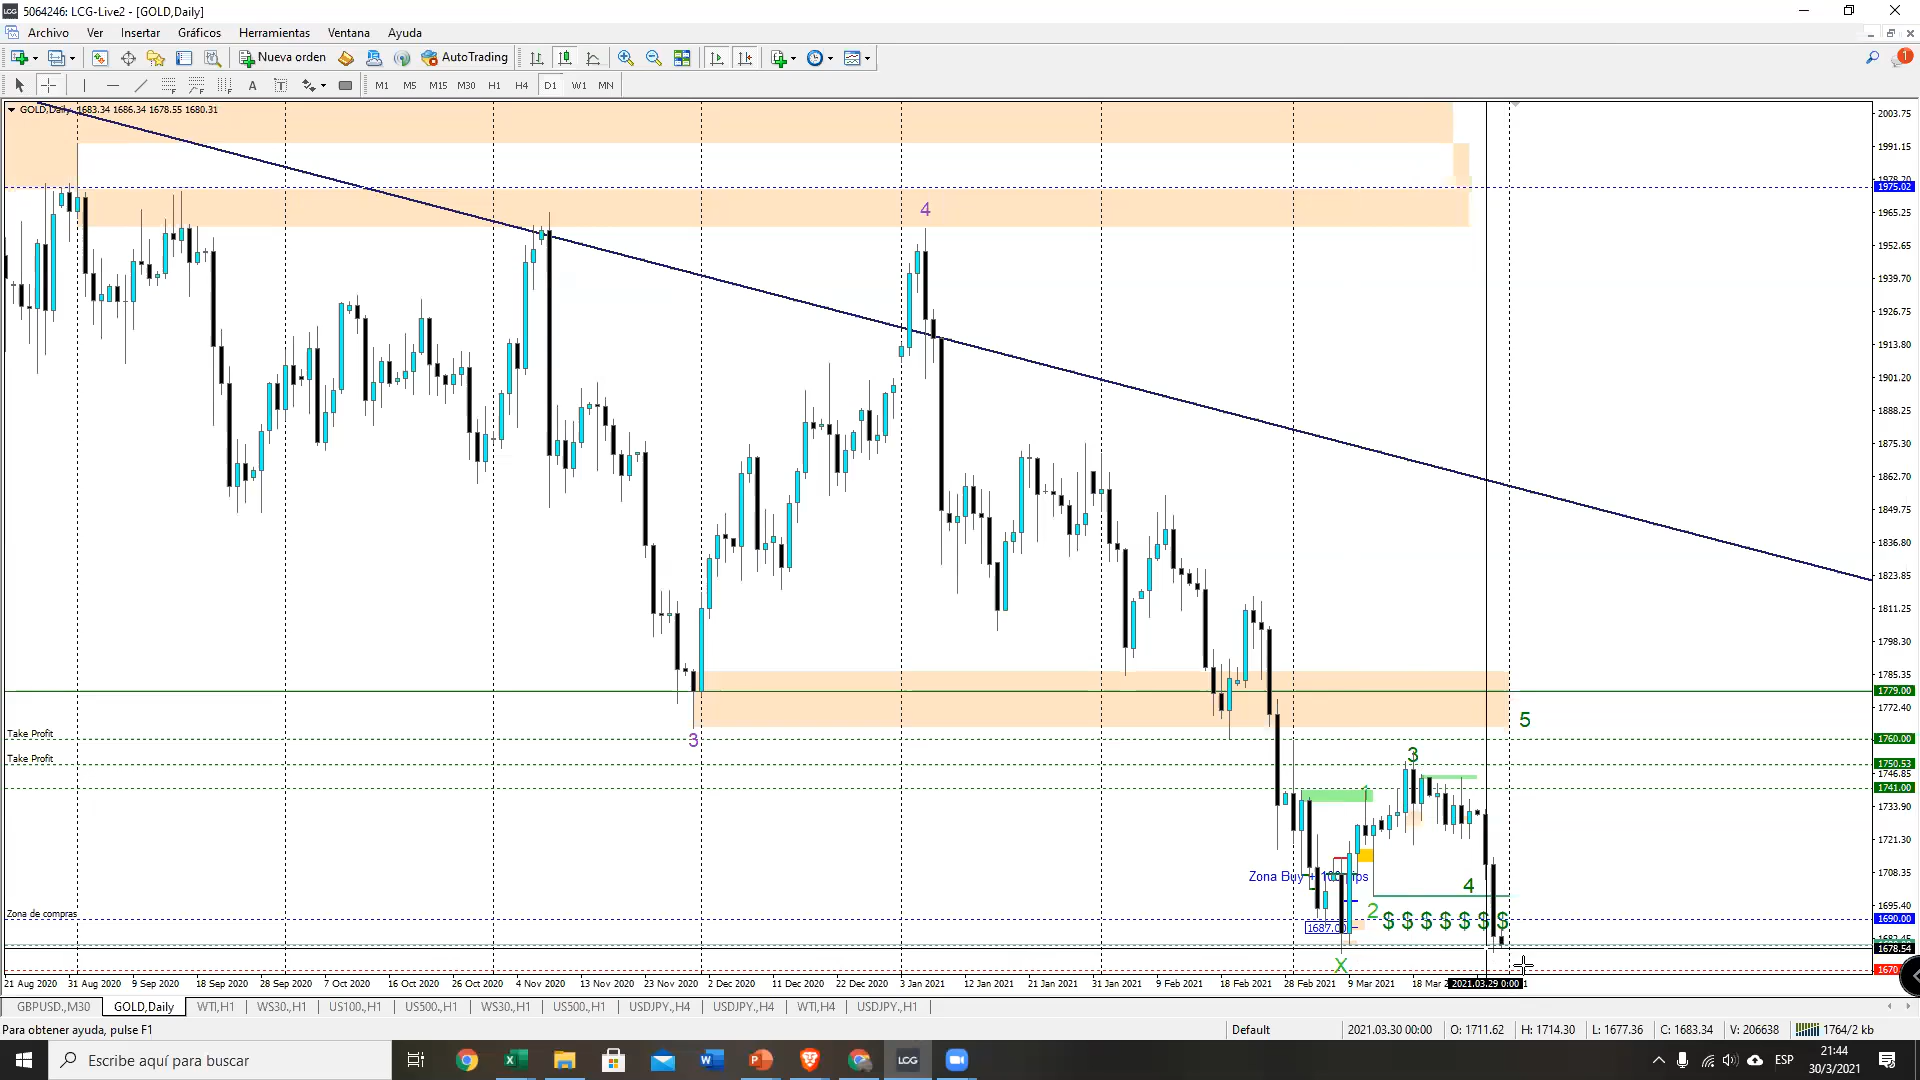 5064246: LCG-Live2 - [GOLD,Daily]
Archivo Ver Insertar Gráficos Herramientas Ventana Ayuda
Nueva orden AutoTrading
M1 M5 M15 M30 H1 H4 D1 W1 MN
GOLD,Daily 1683.34 1686.34 1678.55 1680.31
2003.75
1991.15
1975.02
1965.25
1952.65
1939.70
1926.75
1913.80
1901.20
1888.25
1875.30
1862.70
1849.75
1836.80
1823.85
1811.25
1798.30
1785.35
1779.00
1772.40
1760.00
1750.53
1746.85
1741.00
1733.90
1721.30
1708.35
1695.40
1690.00
1678.54
1670
4
3
5
Take Profit
Take Profit
3
1
Zona Buy + 100 pips
4
2
Zona de compras
$ $ $ $ $ $ $
1687.00
X
21 Aug 2020 31 Aug 2020 9 Sep 2020 18 Sep 2020 28 Sep 2020 7 Oct 2020 16 Oct 2020 26 Oct 2020 4 Nov 2020 13 Nov 2020 23 Nov 2020 2 Dec 2020 11 Dec 2020 22 Dec 2020 3 Jan 2021 12 Jan 2021 21 Jan 2021 31 Jan 2021 9 Feb 2021 18 Feb 2021 28 Feb 2021 9 Mar 2021 18 Mar 2021.03.29 0:00
GBPUSD.,M30 GOLD,Daily WTI,H1 WS30.,H1 US100.,H1 US500.,H1 WS30.,H1 US500.,H1 USDJPY.,H4 USDJPY.,H4 WTI,H4 USDJPY.,H1
Para obtener ayuda, pulse F1 Default 2021.03.30 00:00 O: 1711.62 H: 1714.30 L: 1677.36 C: 1683.34 V: 206638 1764/2 kb
Escribe aquí para buscar
LCG
ESP
21:44
30/3/2021